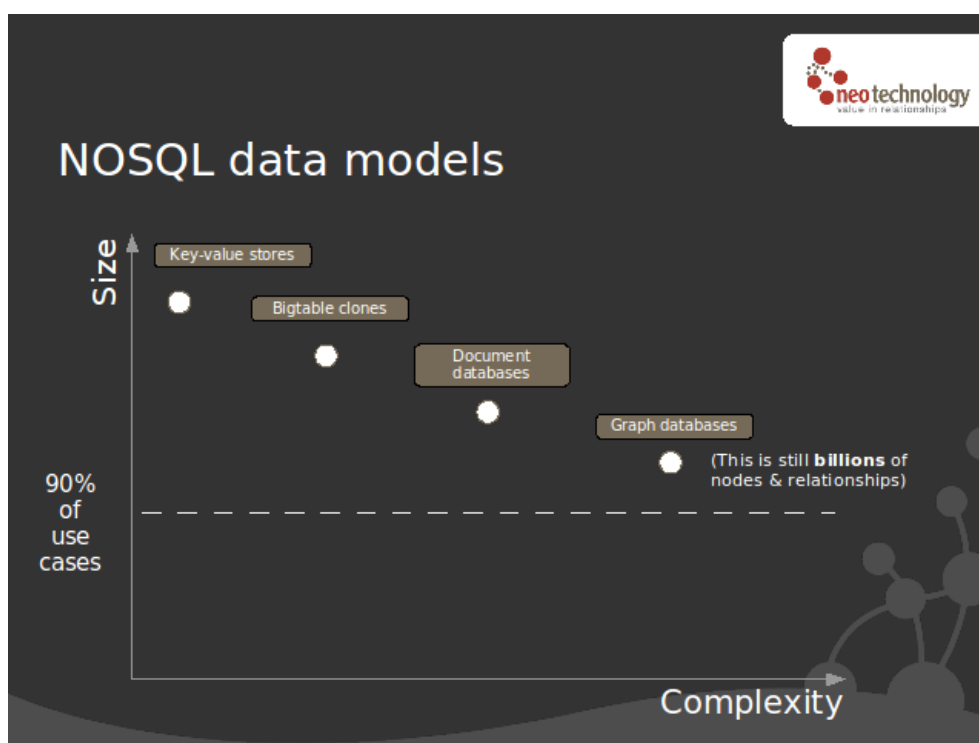 neotechnology
value in relationships
NOSQL data models
Size
Key-value stores
Bigtable clones
Document
databases
Graph databases
(This is still billions of
nodes & relationships)
90%
of
use
cases
Complexity